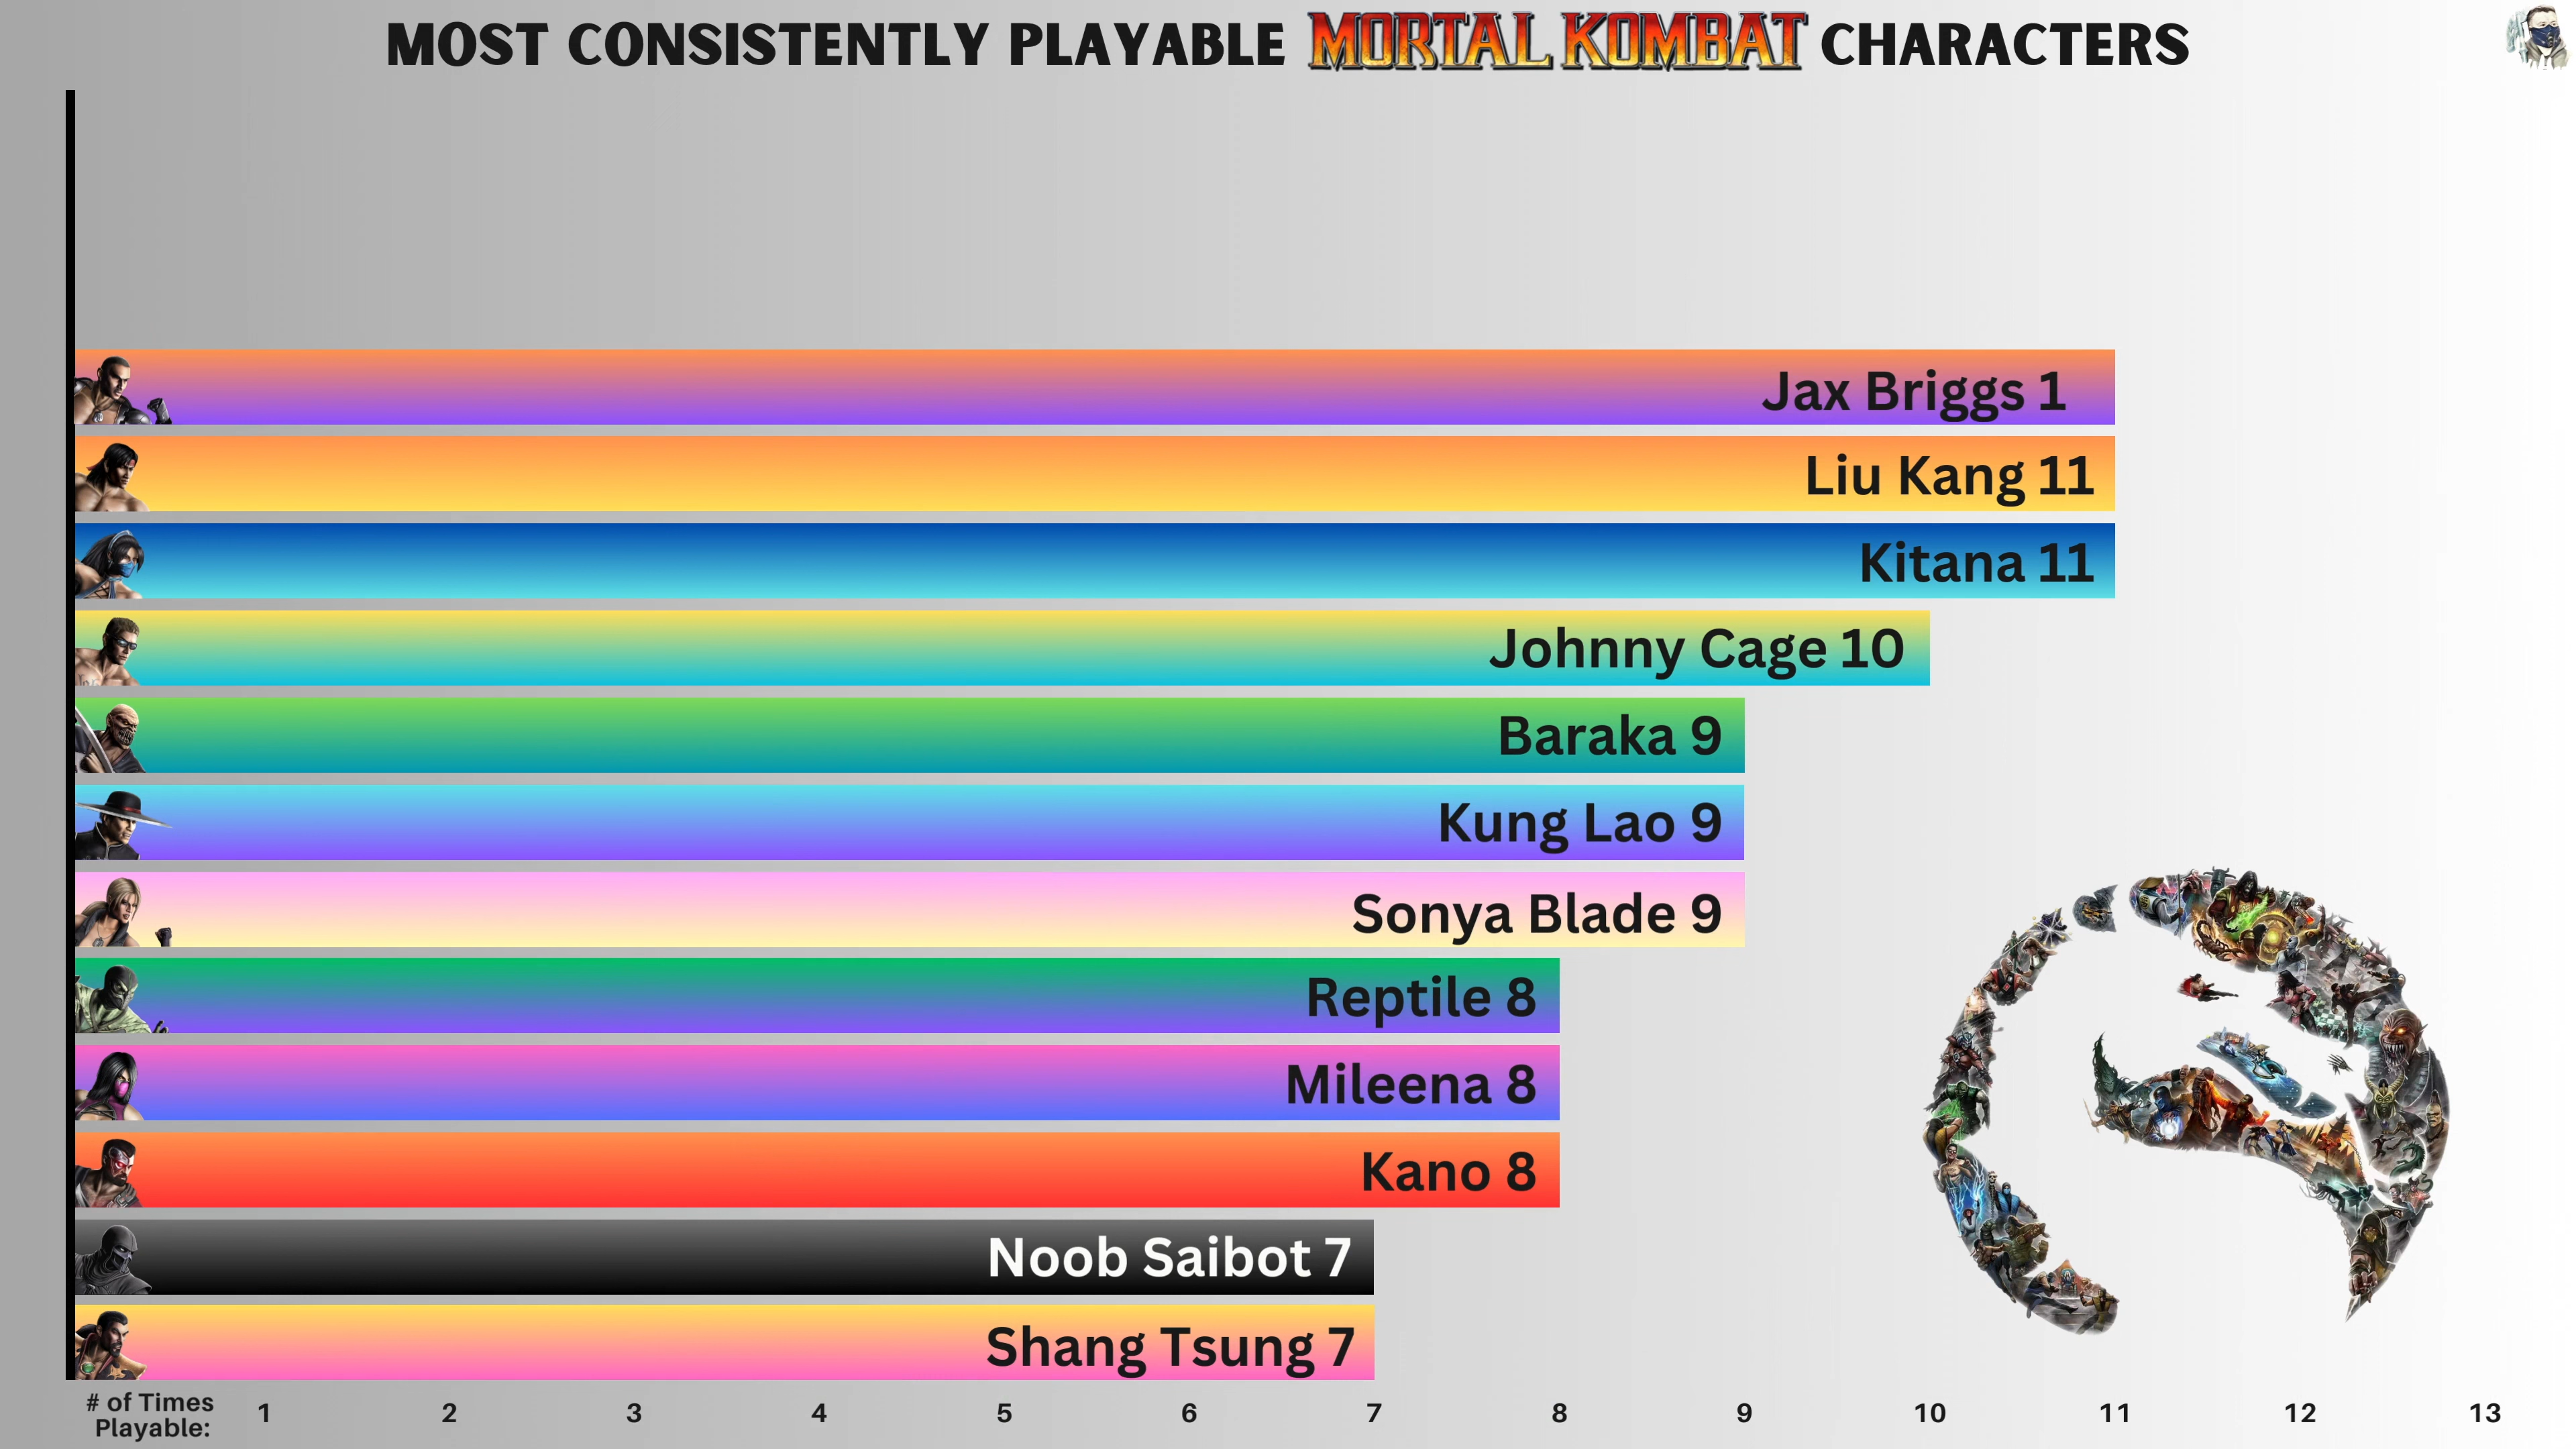 MOST CONSISTENTLY PLAYABLE MORTAL KOMBAT CHARACTERS
Jax Briggs 1
Liu Kang 11
Kitana 11
Johnny Cage 10
Baraka 9
Kung Lao 9
Sonya Blade 9
Reptile 8
Mileena 8
Kano 8
Noob Saibot 7
Shang Tsung 7
# of Times
Playable:
1 2 3 4 5 6 7 8 9 10 11 12 13